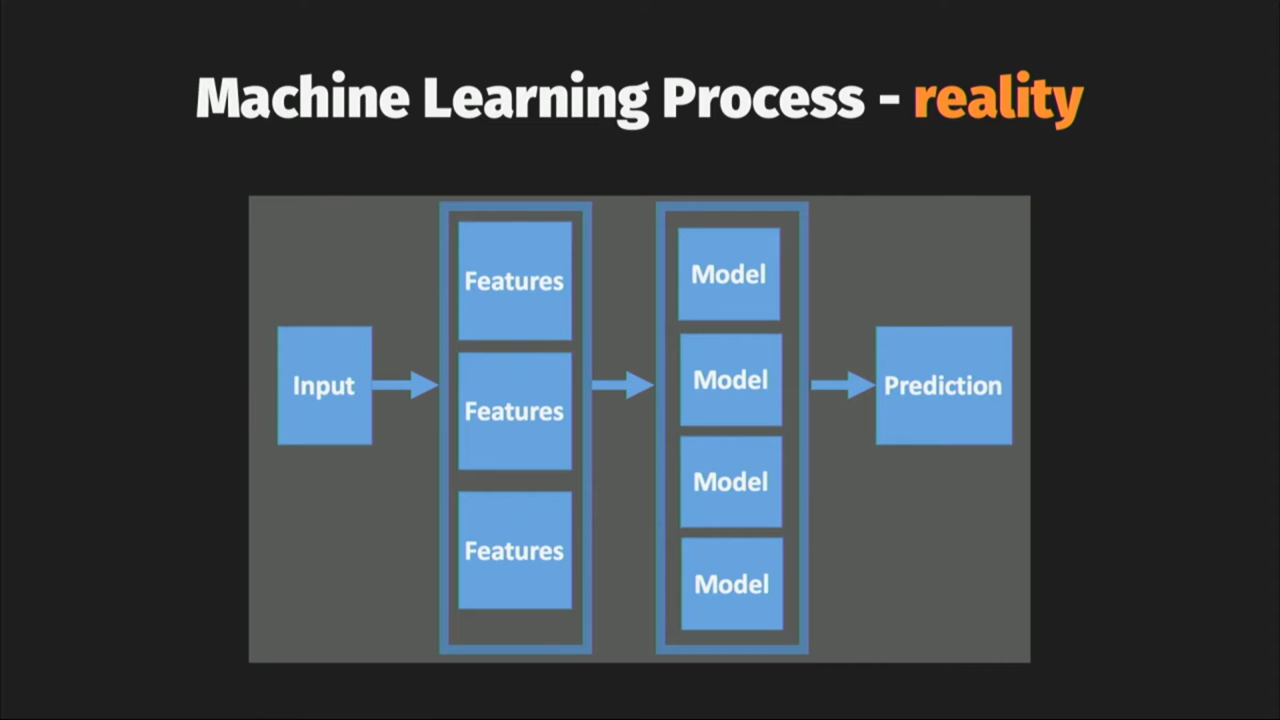 Machine Learning Process - reality
Input
Features
Features
Features
Model
Model
Model
Model
Prediction